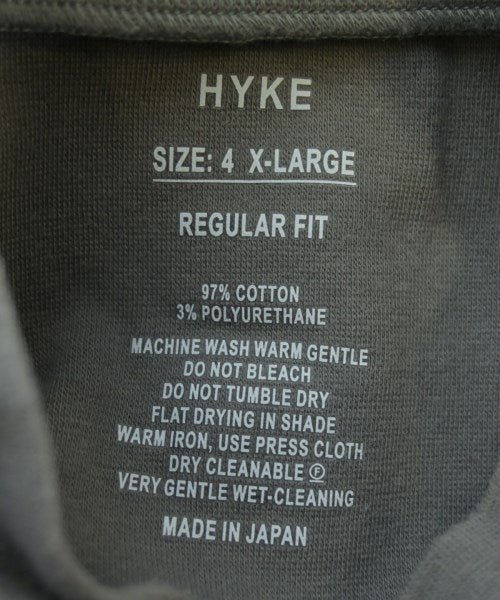 HYKE
SIZE: 4 X-LARGE
REGULAR FIT
97% COTTON
3% POLYURETHANE
MACHINE WASH WARM GENTLE
DO NOT BLEACH
DO NOT TUMBLE DRY
FLAT DRYING IN SHADE
WARM IRON, USE PRESS CLOTH
DRY CLEANABLE Ⓕ
VERY GENTLE WET-CLEANING
MADE IN JAPAN